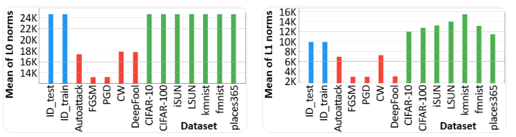 Mean of L0 norms
24K
22K
20K
18K
16K
14K
ID_test
ID_train
Autoattack
FGSM
PGD
CW
DeepFool
CIFAR-10
CIFAR-100
iSUN
LSUN
kmnist
fmnist
places365
Dataset
Mean of L1 norms
16K
14K
12K
10K
8K
6K
4K
2K
ID_test
ID_train
Autoattack
FGSM
PGD
CW
DeepFool
CIFAR-10
CIFAR-100
iSUN
LSUN
kmnist
fmnist
places365
Dataset